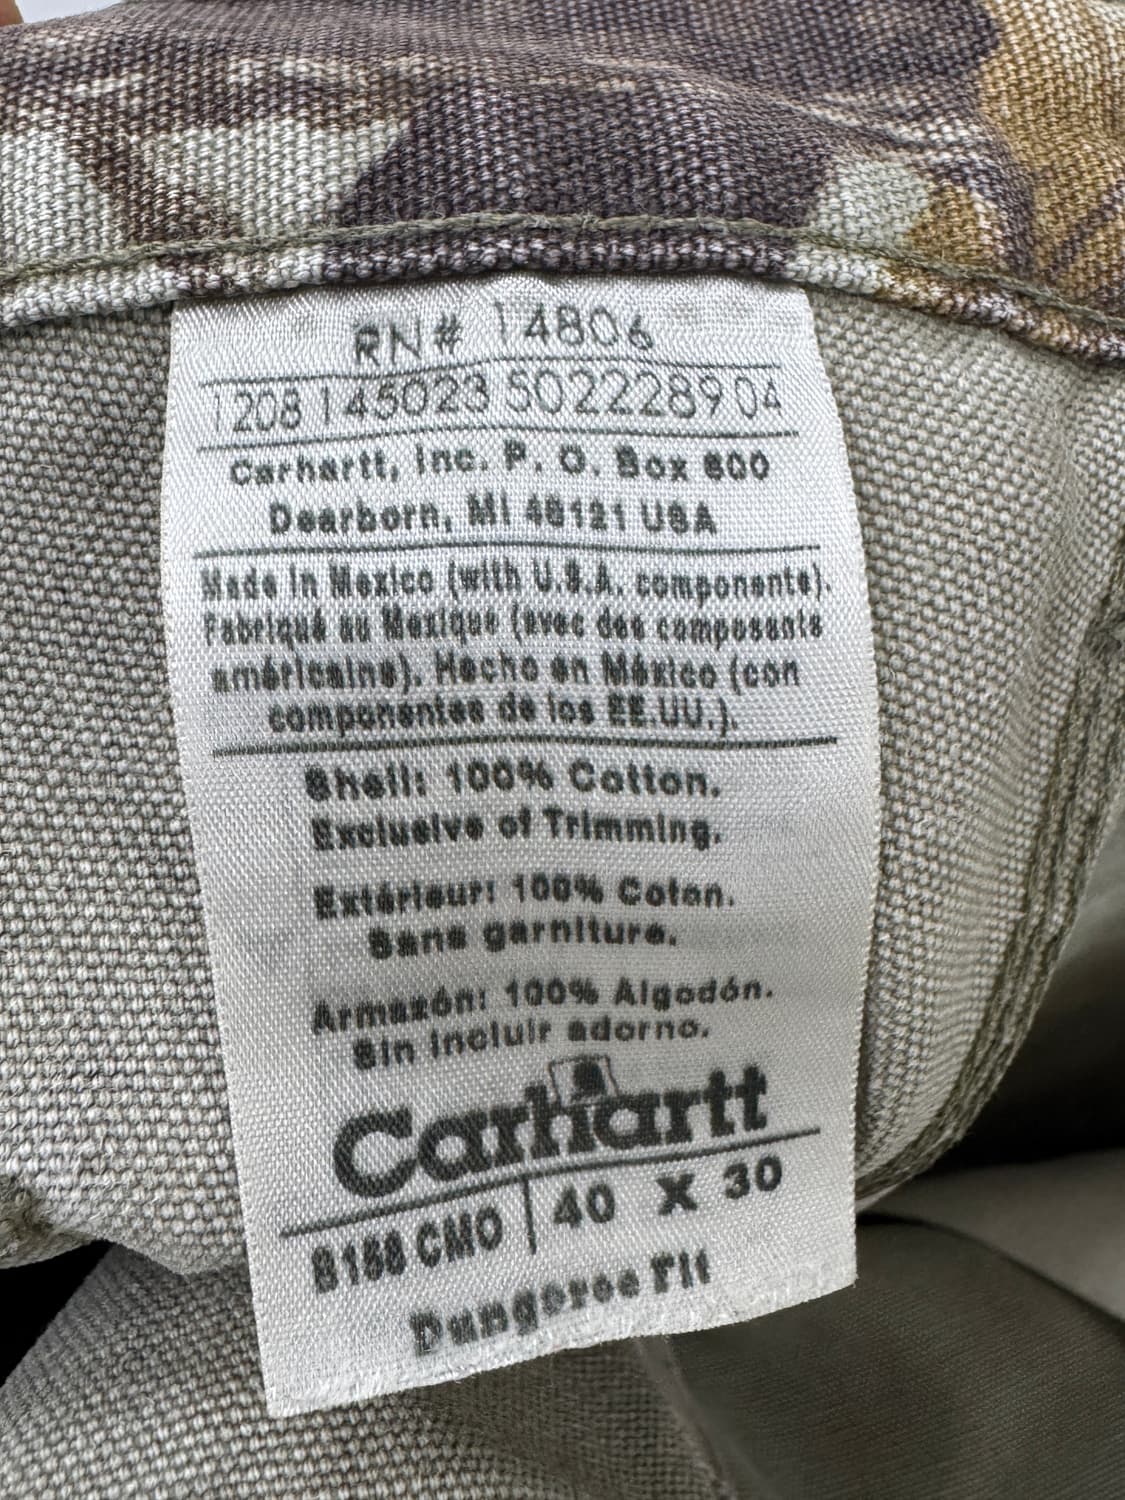 RN# 14806
1208 145023 5022289 04
Carhartt, Inc. P. O. Box 600
Dearborn, MI 48121 USA
Made in Mexico (with U.S.A. components).
Fabriqué au Mexique (avec des composants
américains). Hecho en México (con
componentes de los EE.UU.).
Shell: 100% Cotton.
Exclusive of Trimming.
Extérieur: 100% Coton.
Sans garniture.
Armazón: 100% Algodón.
Sin incluir adorno.
Carhartt
B158 CMO 40 X 30
Dungaree Fit